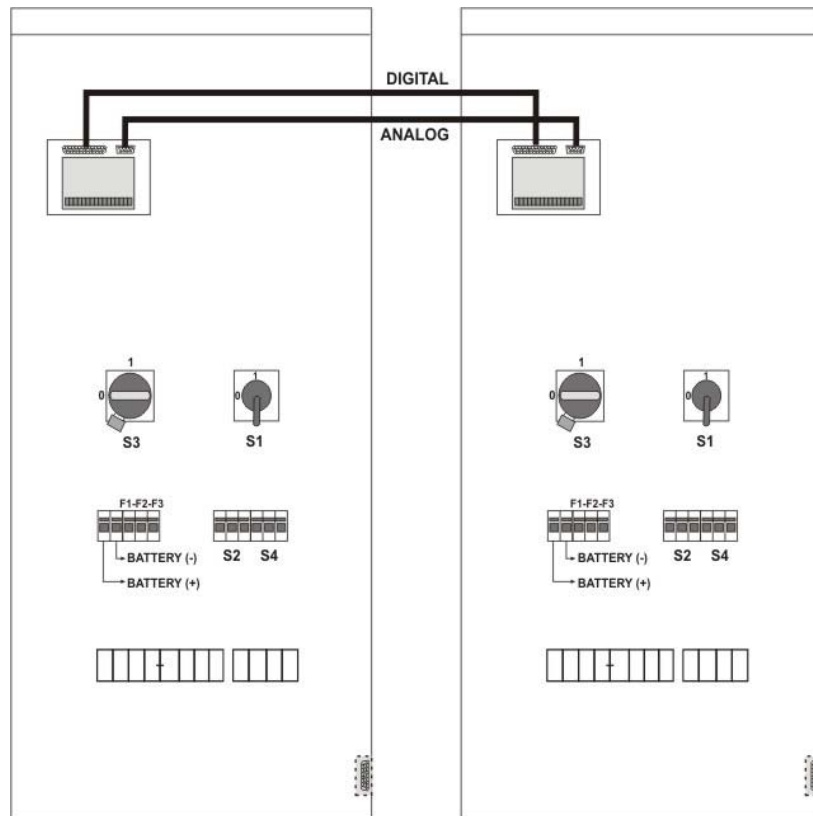 DIGITAL
ANALOG
1
0
S3
1
0
S1
F1-F2-F3
BATTERY (-)
BATTERY (+)
S2 S4
1
0
S3
1
0
S1
F1-F2-F3
BATTERY (-)
BATTERY (+)
S2 S4